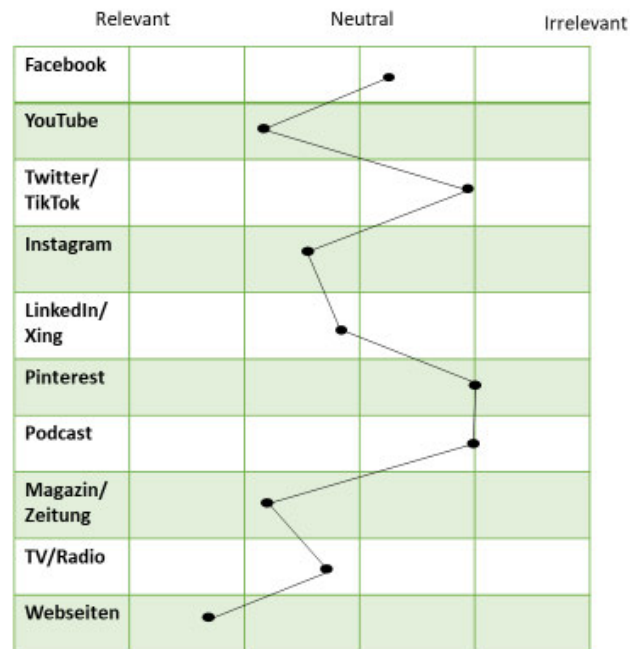 Relevant Neutral Irrelevant
Facebook
YouTube
Twitter/
TikTok
Instagram
LinkedIn/
Xing
Pinterest
Podcast
Magazin/
Zeitung
TV/Radio
Webseiten